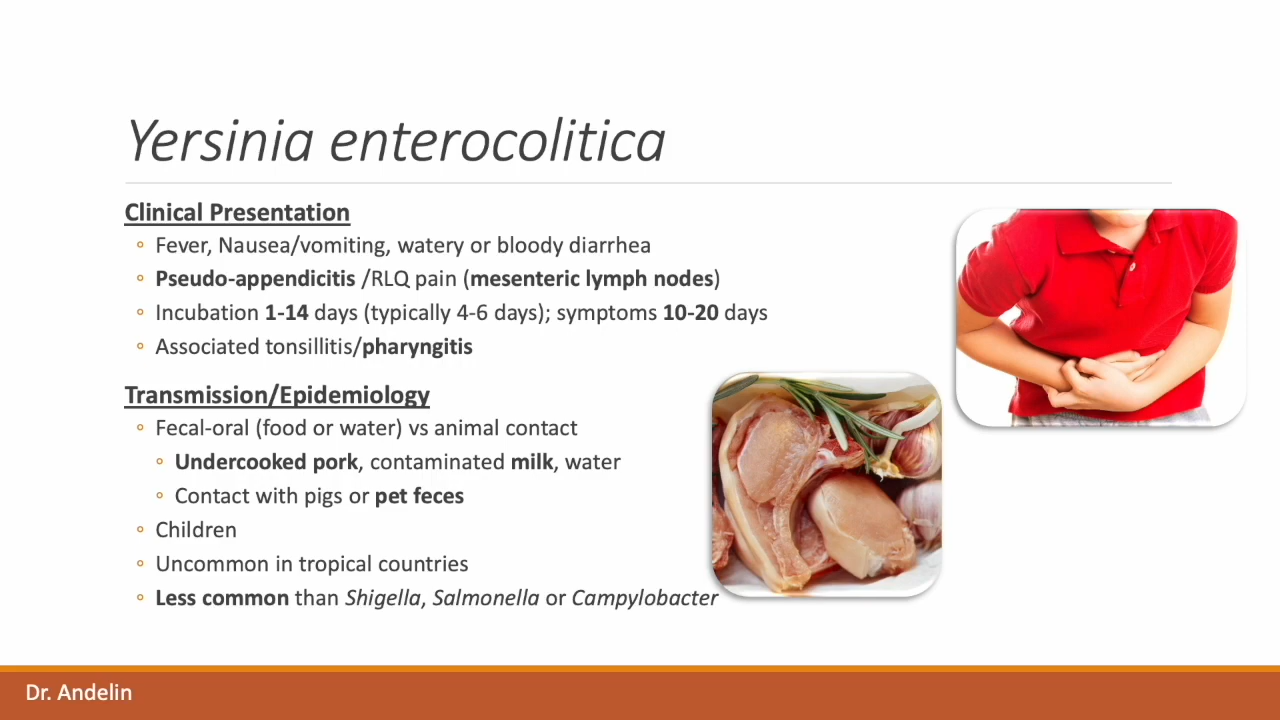 Yersinia enterocolitica
Clinical Presentation
◦ Fever, Nausea/vomiting, watery or bloody diarrhea
◦ Pseudo-appendicitis /RLQ pain (mesenteric lymph nodes)
◦ Incubation 1-14 days (typically 4-6 days); symptoms 10-20 days
◦ Associated tonsillitis/pharyngitis
Transmission/Epidemiology
◦ Fecal-oral (food or water) vs animal contact
◦ Undercooked pork, contaminated milk, water
◦ Contact with pigs or pet feces
◦ Children
◦ Uncommon in tropical countries
◦ Less common than Shigella, Salmonella or Campylobacter
Dr. Andelin